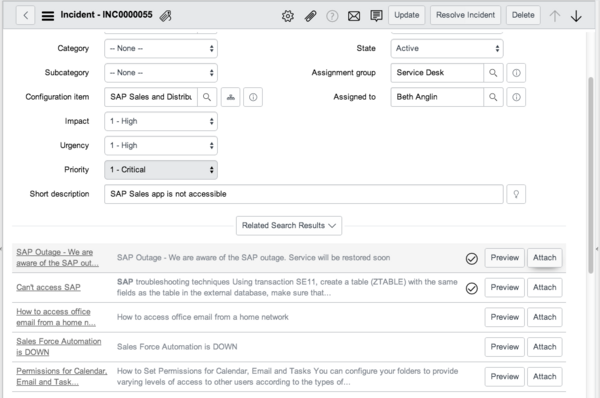 Incident - INC0000055
Update
Resolve Incident
Delete
Category
-- None --
State
Active
Subcategory
-- None --
Assignment group
Service Desk
Configuration item
SAP Sales and Distribu
Assigned to
Beth Anglin
Impact
1 - High
Urgency
1 - High
Priority
1 - Critical
Short description
SAP Sales app is not accessible
Related Search Results
SAP Outage - We are
aware of the SAP out...
SAP Outage - We are aware of the SAP outage. Service will be restored soon
Preview
Attach
Can't access SAP
SAP troubleshooting techniques Using transaction SE11, create a table (ZTABLE) with the same
fields as the table in the external database, make sure that...
Preview
Attach
How to access office
email from a home n...
How to access office email from a home network
Preview
Attach
Sales Force Automation
is DOWN
Sales Force Automation is DOWN
Preview
Attach
Permissions for Calendar,
Email and Task...
How to Set Permissions for Calendar, Email and Tasks You can configure your folders to provide
varying levels of access to other users according to the types of...
Preview
Attach